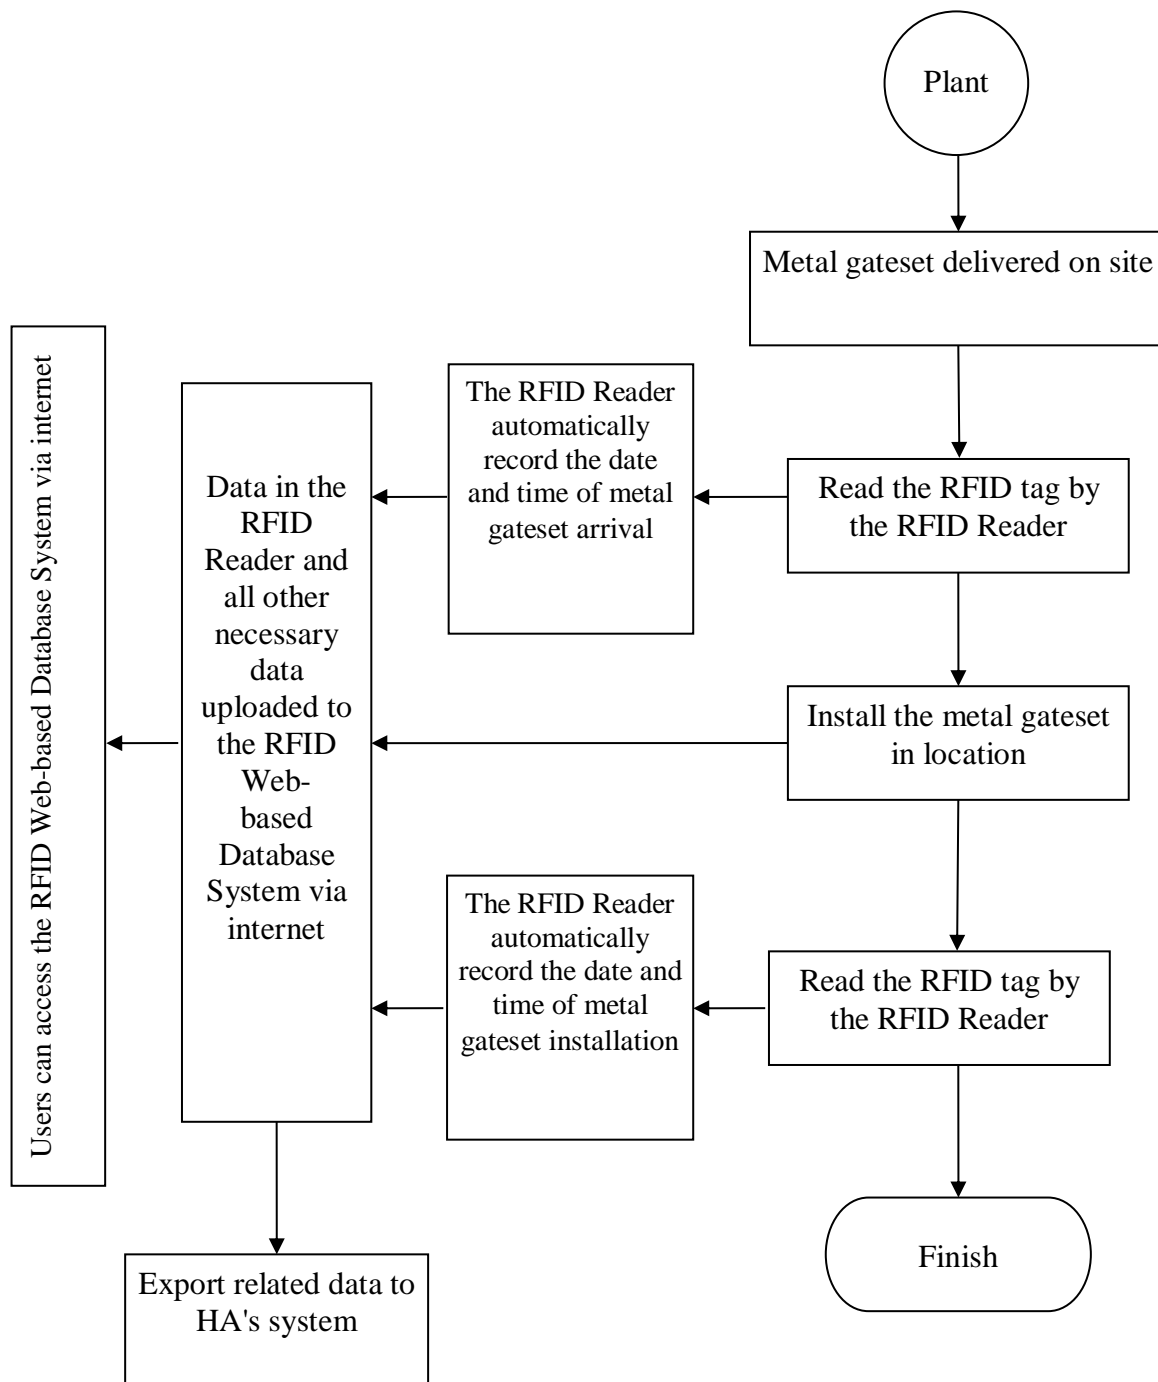 Plant
Metal gateset delivered on site
Users can access the RFID Web-based Database System via internet
Data in the
RFID
Reader and
all other
necessary
data
uploaded to
the RFID
Web-
based
Database
System via
internet
The RFID Reader
automatically
record the date
and time of metal
gateset arrival
Read the RFID tag by
the RFID Reader
Install the metal gateset
in location
The RFID Reader
automatically
record the date and
time of metal
gateset installation
Read the RFID tag by
the RFID Reader
Finish
Export related data to
HA's system